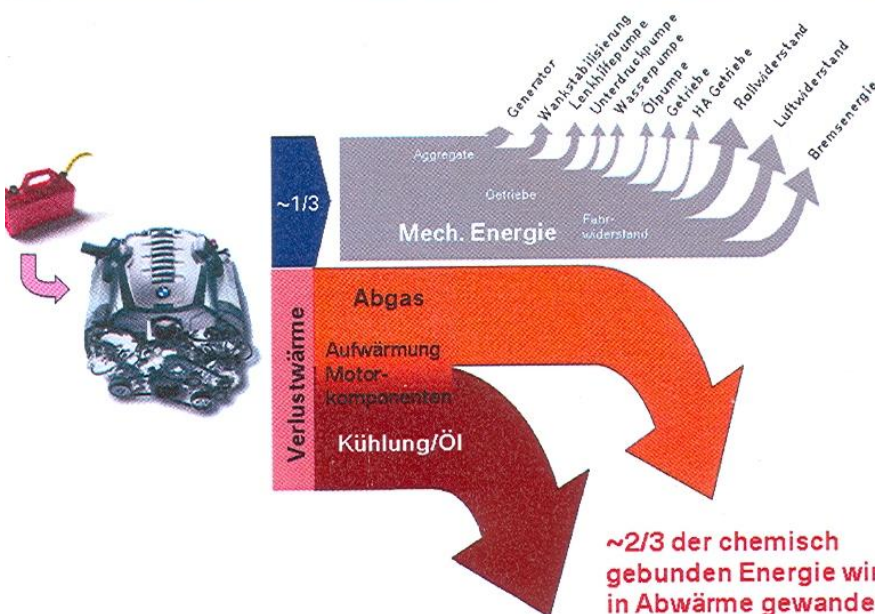 Generator
Wankstabilisierung
Lenkhilfepumpe
Unterdruckpumpe
Wasserpumpe
Ölpumpe
Getriebe
HA Getriebe
Rollwiderstand
Luftwiderstand
Bremsenergie
~1/3
Aggregate
Getriebe
Fahr-
widerstand
Mech. Energie
Verlustwärme
Abgas
Aufwärmung
Motor-
komponenten
Kühlung/Öl
~2/3 der chemisch
gebunden Energie wi
in Abwärme gewande